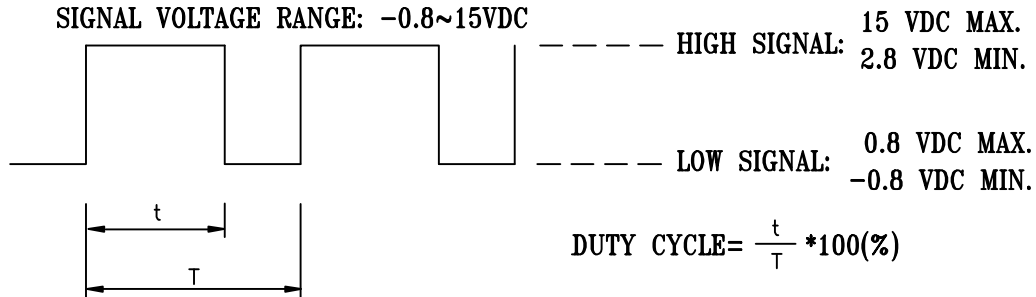 SIGNAL VOLTAGE RANGE: -0.8~15VDC
HIGH SIGNAL: 15 VDC MAX.
2.8 VDC MIN.
LOW SIGNAL: 0.8 VDC MAX.
-0.8 VDC MIN.
t
T
DUTY CYCLE= t/T *100(%)